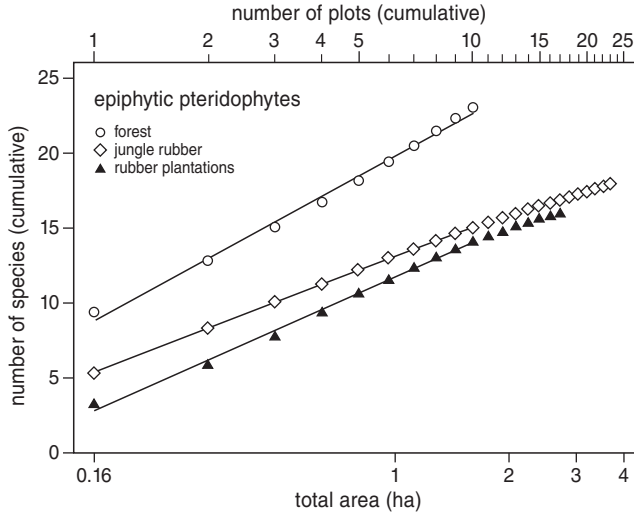 number of plots (cumulative)
1 2 3 4 5 10 15 20 25
25
20
15
10
5
0
number of species (cumulative)
epiphytic pteridophytes
forest
jungle rubber
rubber plantations
0.16 1 2 3 4
total area (ha)